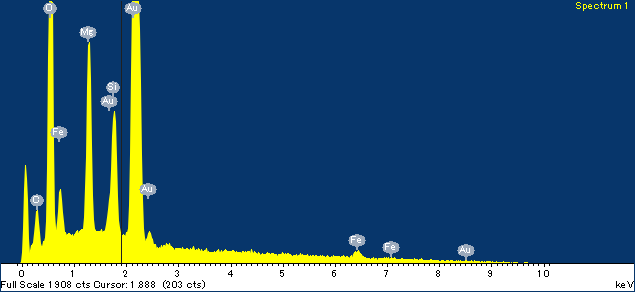 Spectrum 1
O Au
Mg
Si
Au
Fe
Au
C
Fe Fe Au
0 1 2 3 4 5 6 7 8 9 10
Full Scale 1908 cts Cursor: 1.888 (203 cts) keV